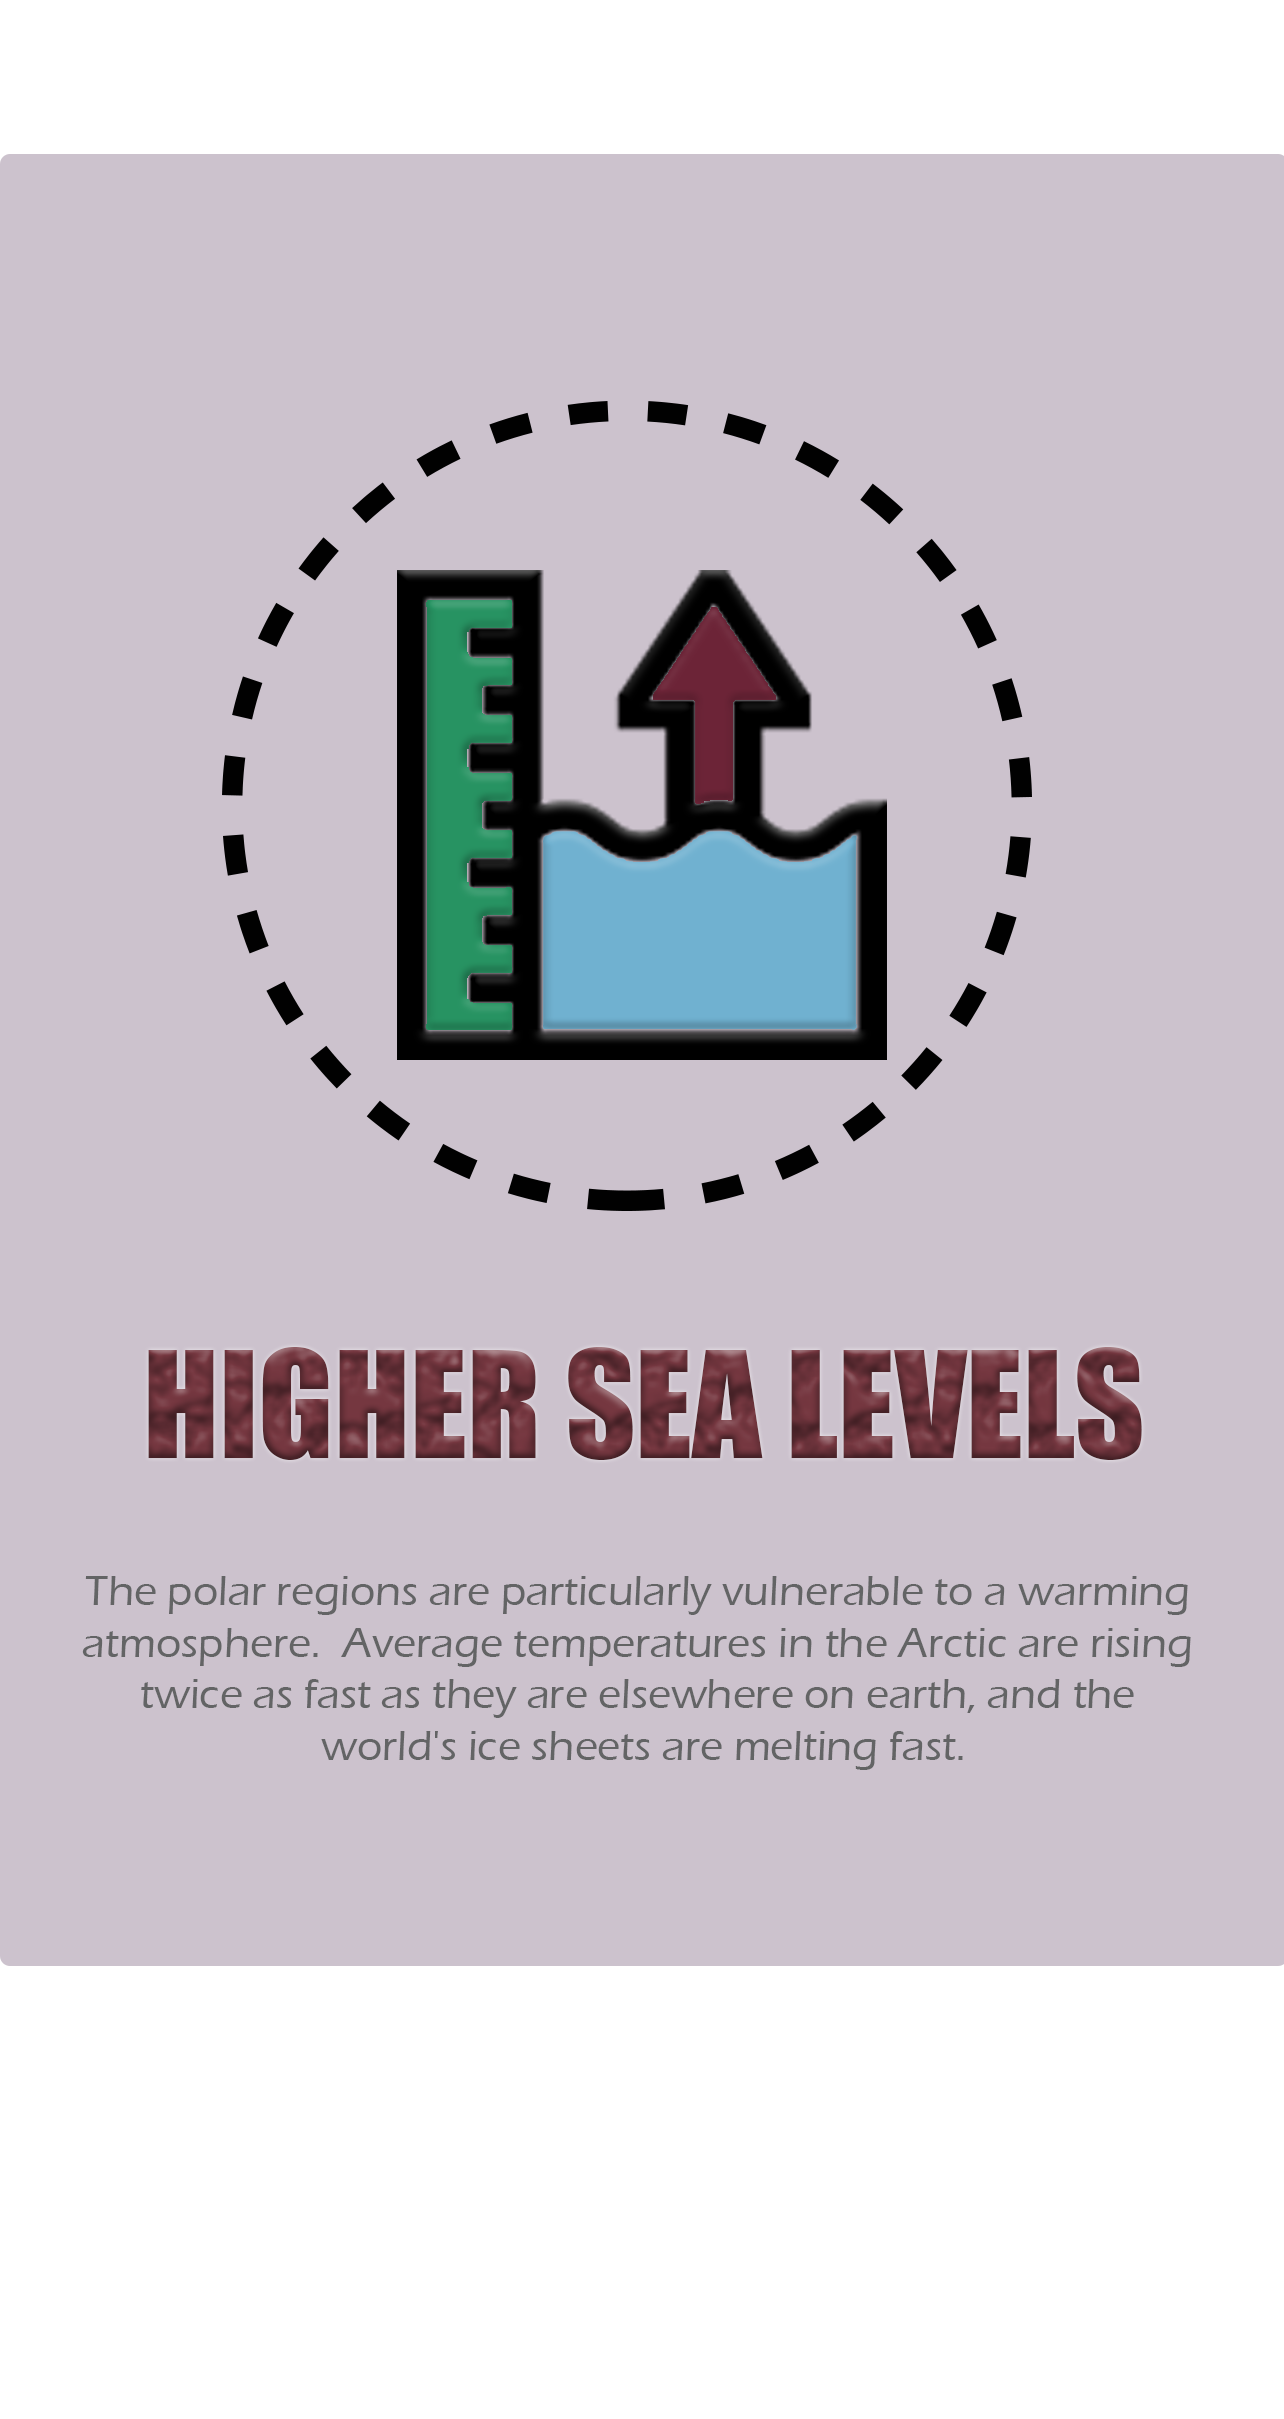 HIGHER SEA LEVELS
The polar regions are particularly vulnerable to a warming
atmosphere.  Average temperatures in the Arctic are rising
twice as fast as they are elsewhere on earth, and the
world's ice sheets are melting fast.